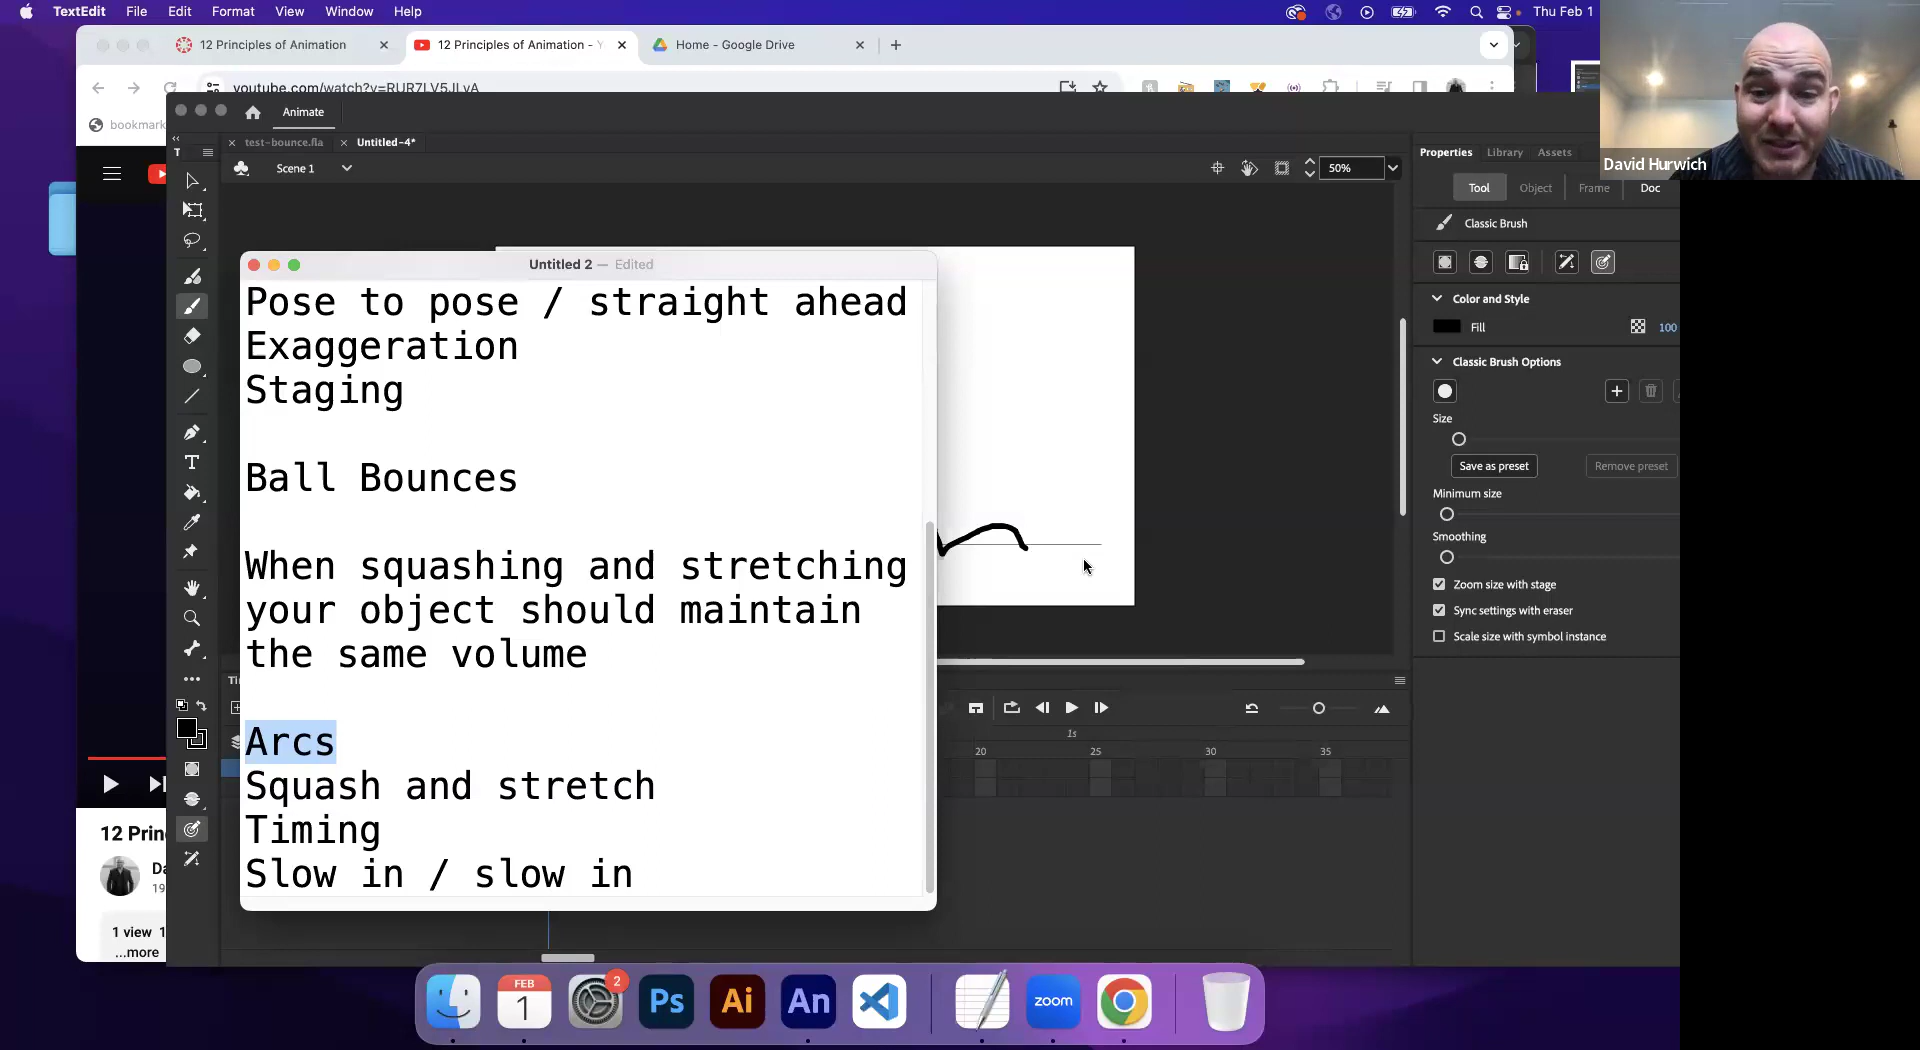 TextEdit File Edit Format View Window Help Thu Feb 1
12 Principles of Animation 12 Principles of Animation - Y Home - Google Drive
youtube.com/watch?v=RUR7LV5JLvA
bookmark
Animate
test-bounce.fla Untitled-4*
Scene 1 50%
David Hurwich
Properties Library Assets
Tool Object Frame Doc
Classic Brush
Color and Style
Fill 100
Classic Brush Options
Size
Save as preset Remove preset
Minimum size
Smoothing
Zoom size with stage
Sync settings with eraser
Scale size with symbol instance
Untitled 2 — Edited
Pose to pose / straight ahead
Exaggeration
Staging
Ball Bounces
When squashing and stretching
your object should maintain
the same volume
Arcs
Squash and stretch
Timing
Slow in / slow in
1s
20 25 30 35
12 Prin
Da
19
1 view 1
...more
FEB
1
2
Ps Ai An zoom